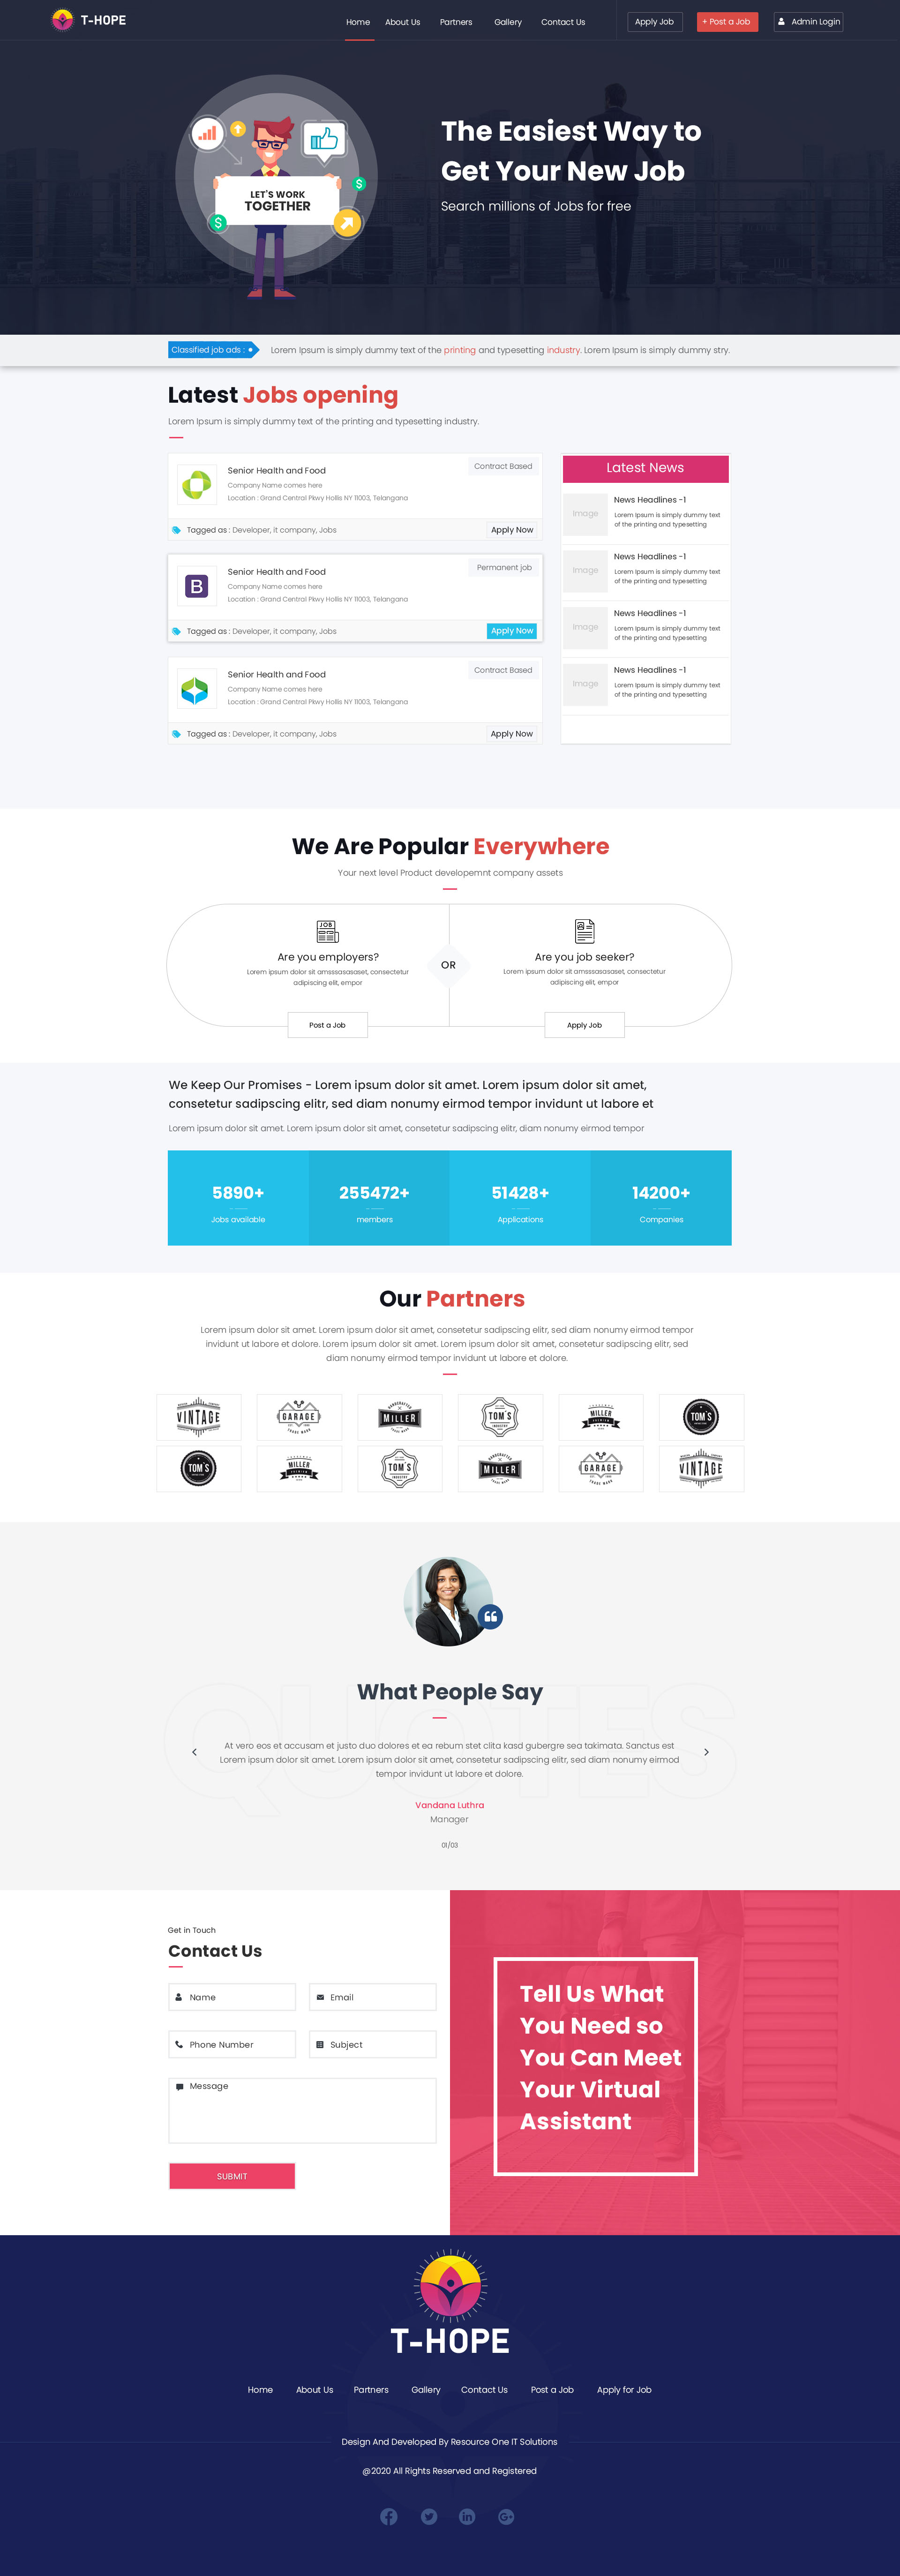 T-HOPE
Home About Us Partners Gallery Contact Us Apply Job + Post a Job Admin Login
LET'S WORK
TOGETHER
The Easiest Way to
Get Your New Job
Search millions of Jobs for free
Classified job ads : Lorem Ipsum is simply dummy text of the printing and typesetting industry. Lorem Ipsum is simply dummy stry.
Latest Jobs opening
Lorem Ipsum is simply dummy text of the printing and typesetting industry.
Senior Health and Food
Contract Based
Company Name comes here
Location : Grand Central Pkwy Hollis NY 11003, Telangana
Tagged as : Developer, it company, Jobs
Apply Now
B
Senior Health and Food
Permanent job
Company Name comes here
Location : Grand Central Pkwy Hollis NY 11003, Telangana
Tagged as : Developer, it company, Jobs
Apply Now
Senior Health and Food
Contract Based
Company Name comes here
Location : Grand Central Pkwy Hollis NY 11003, Telangana
Tagged as : Developer, it company, Jobs
Apply Now
Latest News
Image
News Headlines -1
Lorem Ipsum is simply dummy text
of the printing and typesetting
Image
News Headlines -1
Lorem Ipsum is simply dummy text
of the printing and typesetting
Image
News Headlines -1
Lorem Ipsum is simply dummy text
of the printing and typesetting
Image
News Headlines -1
Lorem Ipsum is simply dummy text
of the printing and typesetting
We Are Popular Everywhere
Your next level Product developemnt company assets
JOB
Are you employers?
Lorem ipsum dolor sit amsssasasaset, consectetur
adipiscing elit, empor
Post a Job
OR
Are you job seeker?
Lorem ipsum dolor sit amsssasasaset, consectetur
adipiscing elit, empor
Apply Job
We Keep Our Promises - Lorem ipsum dolor sit amet. Lorem ipsum dolor sit amet,
consetetur sadipscing elitr, sed diam nonumy eirmod tempor invidunt ut labore et
Lorem ipsum dolor sit amet. Lorem ipsum dolor sit amet, consetetur sadipscing elitr, diam nonumy eirmod tempor
5890+ 255472+ 51428+ 14200+
Jobs available members Applications Companies
Our Partners
Lorem ipsum dolor sit amet. Lorem ipsum dolor sit amet, consetetur sadipscing elitr, sed diam nonumy eirmod tempor
invidunt ut labore et dolore. Lorem ipsum dolor sit amet. Lorem ipsum dolor sit amet, consetetur sadipscing elitr, sed
diam nonumy eirmod tempor invidunt ut labore et dolore.
VINTAGE
GARAGE
TRADE MARK
HANDCRAFTED
MILLER
TOM'S
INDUSTRY
MILLER
PREMIUM
TOM'S
TOM'S
MILLER
PREMIUM
TOM'S
INDUSTRY
HANDCRAFTED
MILLER
GARAGE
TRADE MARK
VINTAGE
QUOTES
What People Say
At vero eos et accusam et justo duo dolores et ea rebum stet clita kasd gubergre sea takimata. Sanctus est
Lorem ipsum dolor sit amet. Lorem ipsum dolor sit amet, consetetur sadipscing elitr, sed diam nonumy eirmod
tempor invidunt ut labore et dolore.
Vandana Luthra
Manager
01/03
Get in Touch
Contact Us
Name Email
Phone Number Subject
Message
SUBMIT
Tell Us What
You Need so
You Can Meet
Your Virtual
Assistant
T-HOPE
Home About Us Partners Gallery Contact Us Post a Job Apply for Job
Design And Developed By Resource One IT Solutions
@2020 All Rights Reserved and Registered